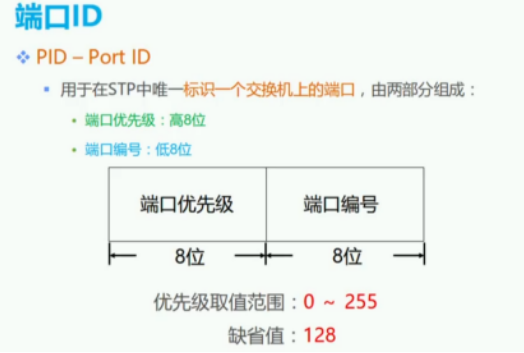 端口ID
PID – Port ID
用于在STP中唯一标识一个交换机上的端口，由两部分组成：
端口优先级：高8位
端口编号：低8位
端口优先级 端口编号
8位 8位
优先级取值范围：0 ~ 255
缺省值：128